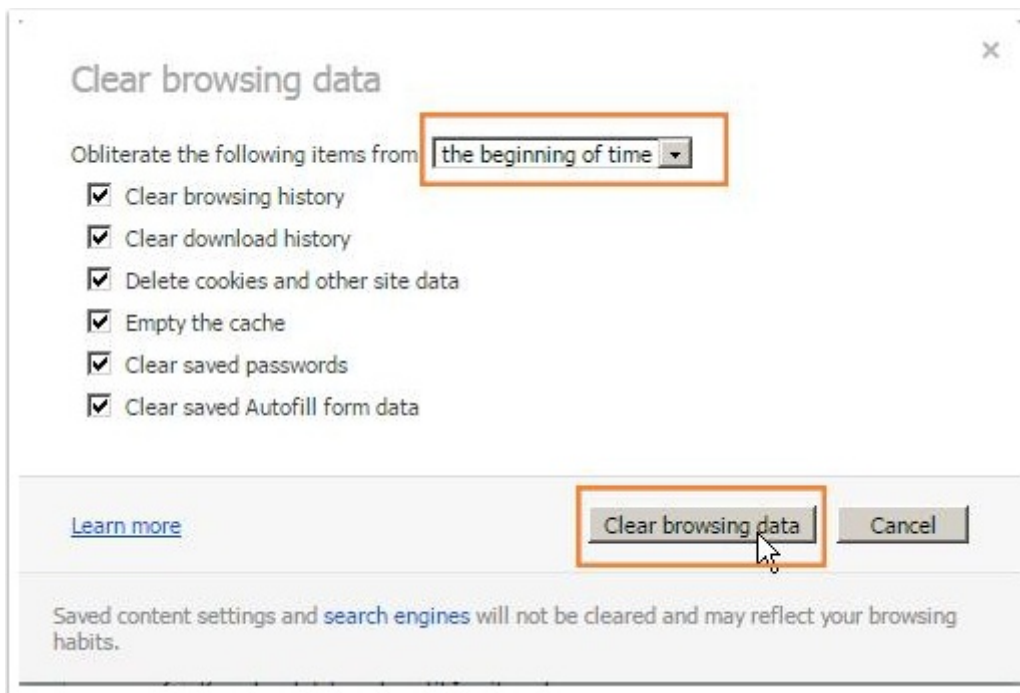 Clear browsing data
Obliterate the following items from the beginning of time
Clear browsing history
Clear download history
Delete cookies and other site data
Empty the cache
Clear saved passwords
Clear saved Autofill form data
Learn more Clear browsing data Cancel
Saved content settings and search engines will not be cleared and may reflect your browsing
habits.